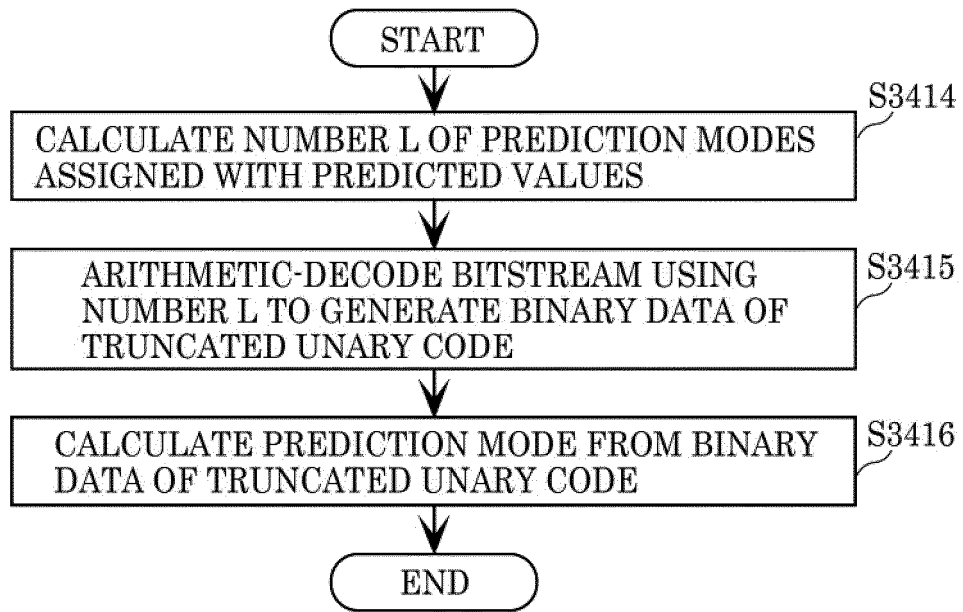 START
S3414
CALCULATE NUMBER L OF PREDICTION MODES
ASSIGNED WITH PREDICTED VALUES
S3415
ARITHMETIC-DECODE BITSTREAM USING
NUMBER L TO GENERATE BINARY DATA OF
TRUNCATED UNARY CODE
S3416
CALCULATE PREDICTION MODE FROM BINARY
DATA OF TRUNCATED UNARY CODE
END